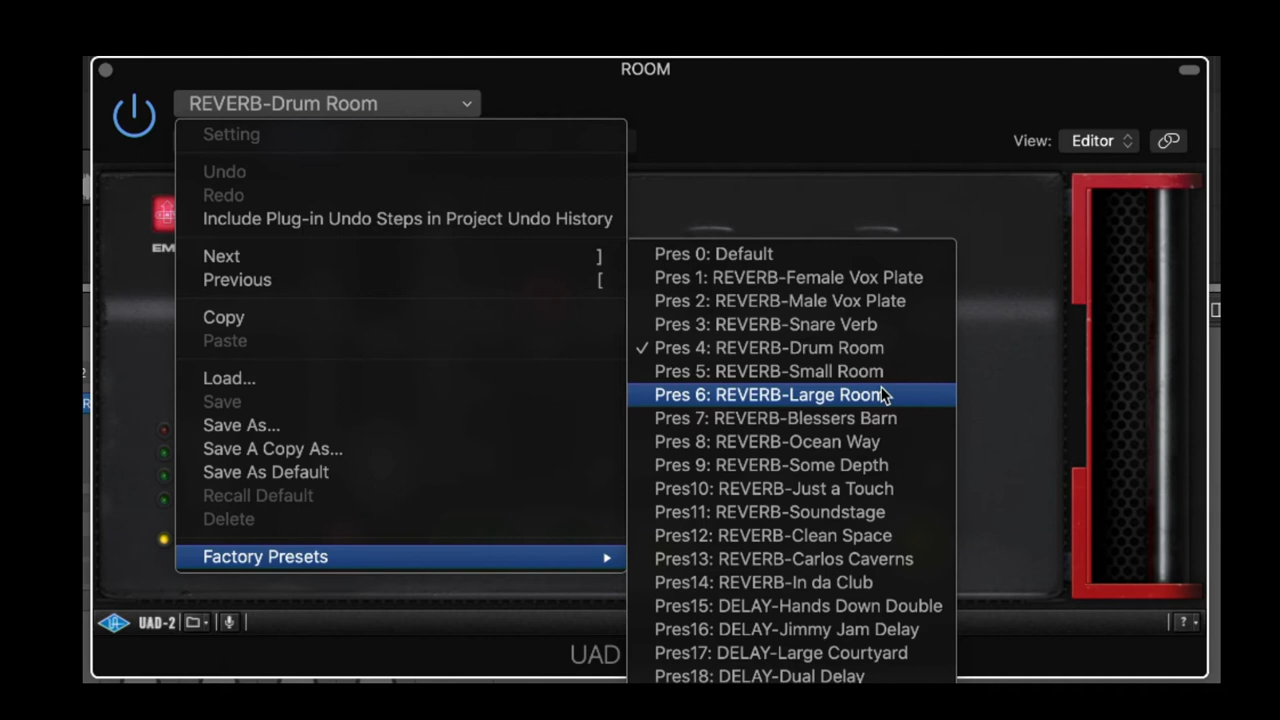 ROOM
REVERB-Drum Room
View: Editor
Setting
Undo
Redo
Include Plug-in Undo Steps in Project Undo History
Next ]
Previous [
Copy
Paste
Load...
Save
Save As...
Save A Copy As...
Save As Default
Recall Default
Delete
Factory Presets
EM
Pres 0: Default
Pres 1: REVERB-Female Vox Plate
Pres 2: REVERB-Male Vox Plate
Pres 3: REVERB-Snare Verb
✓ Pres 4: REVERB-Drum Room
Pres 5: REVERB-Small Room
Pres 6: REVERB-Large Room
Pres 7: REVERB-Blessers Barn
Pres 8: REVERB-Ocean Way
Pres 9: REVERB-Some Depth
Pres10: REVERB-Just a Touch
Pres11: REVERB-Soundstage
Pres12: REVERB-Clean Space
Pres13: REVERB-Carlos Caverns
Pres14: REVERB-In da Club
Pres15: DELAY-Hands Down Double
Pres16: DELAY-Jimmy Jam Delay
Pres17: DELAY-Large Courtyard
Pres18: DELAY-Dual Delay
UAD-2
?
UAD